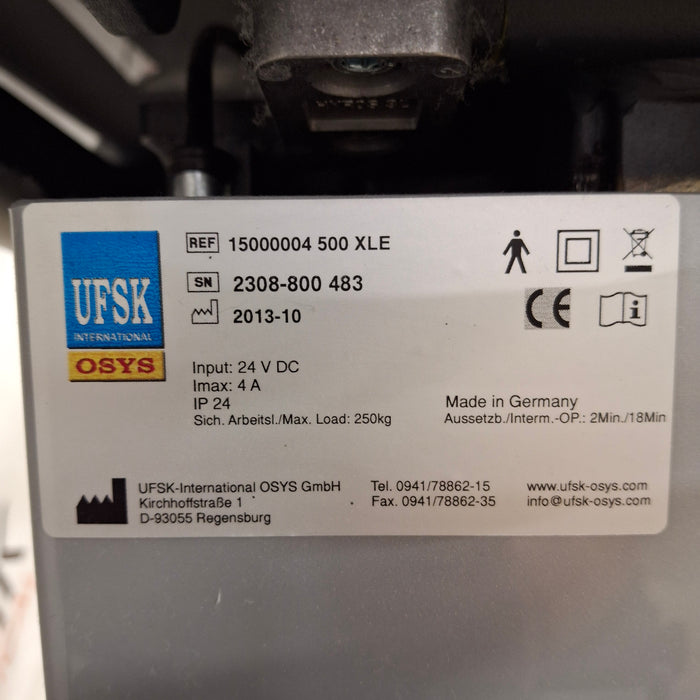 UFSK
INTERNATIONAL
OSYS
REF 15000004 500 XLE
SN 2308-800 483
2013-10
CE
Input: 24 V DC
Imax: 4 A
IP 24
Sich. Arbeitsl./Max. Load: 250kg
Made in Germany
Aussetzb./Interm.-OP.: 2Min./18Min
UFSK-International OSYS GmbH
Kirchhoffstraße 1
D-93055 Regensburg
Tel. 0941/78862-15
Fax. 0941/78862-35
www.ufsk-osys.com
info@ufsk-osys.com